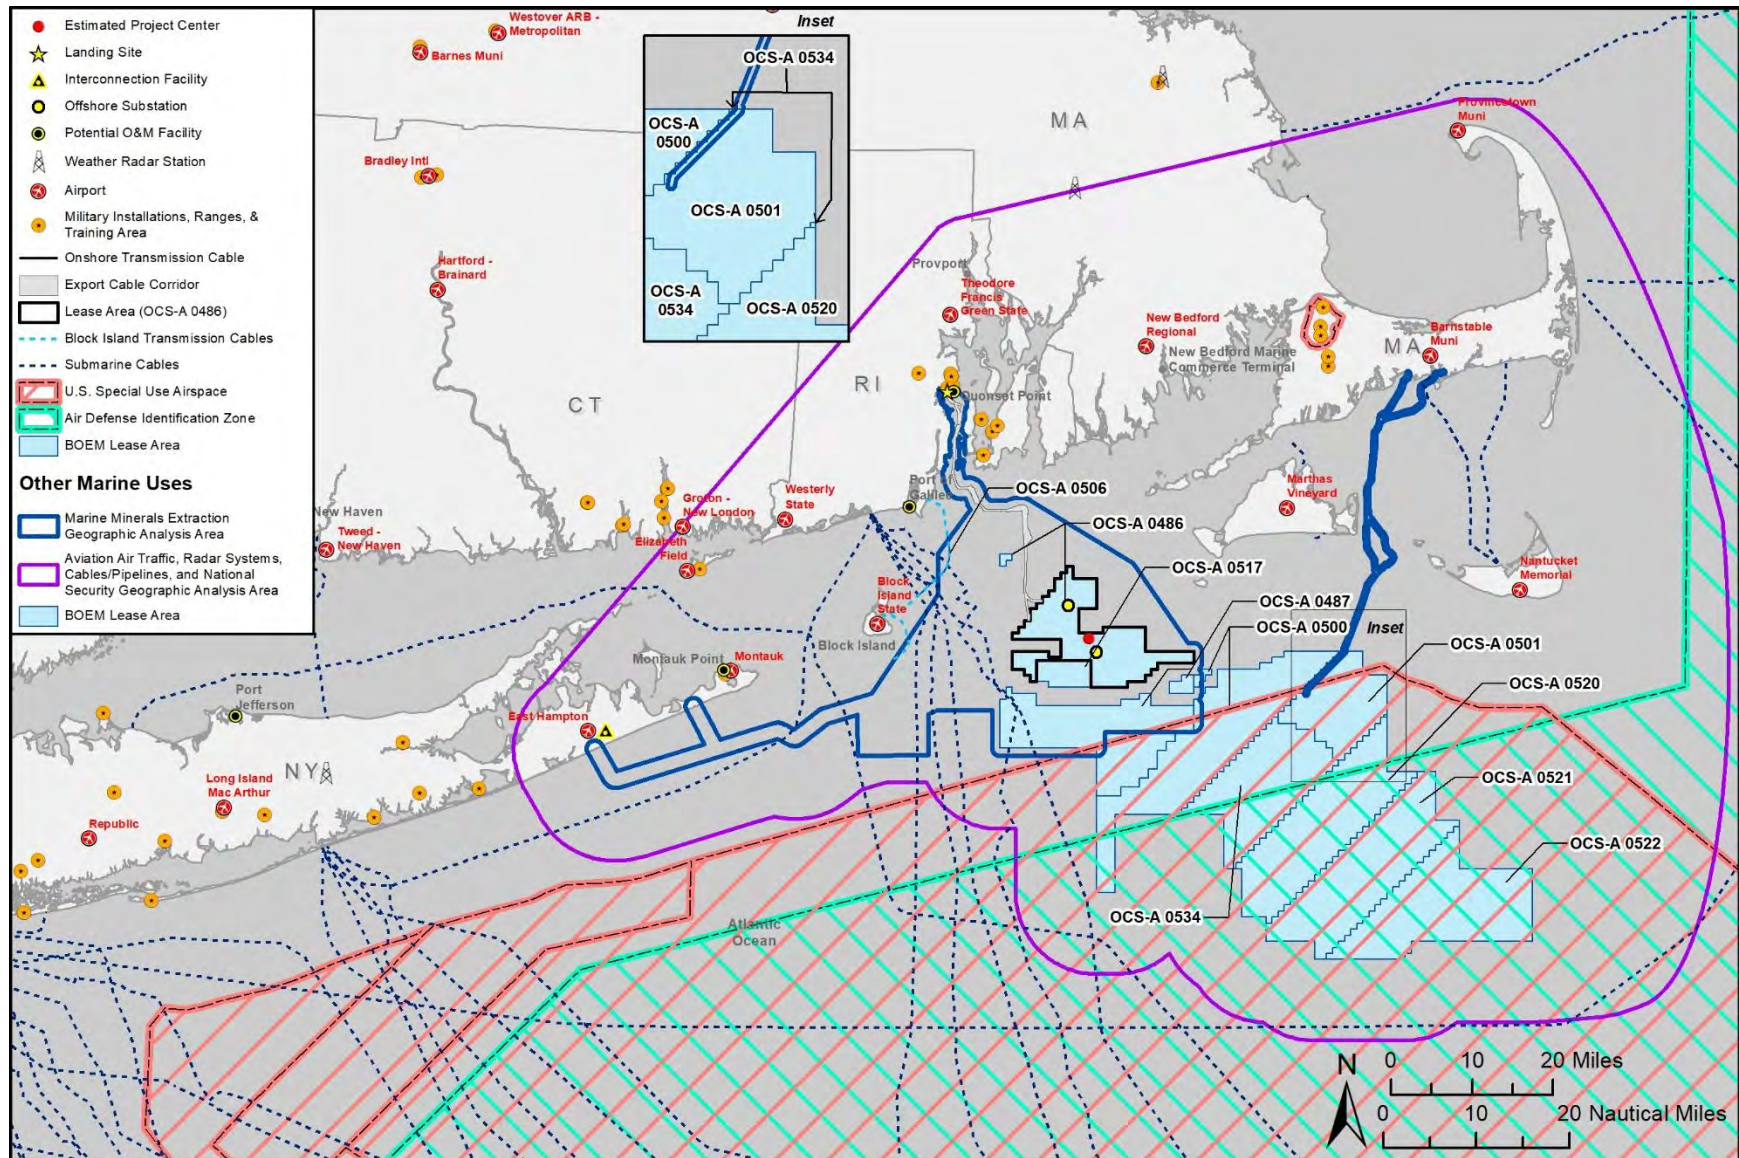 Estimated Project Center
Landing Site
Interconnection Facility
Offshore Substation
Potential O&M Facility
Weather Radar Station
Airport
Military Installations, Ranges, &
Training Area
Onshore Transmission Cable
Export Cable Corridor
Lease Area (OCS-A 0486)
Block Island Transmission Cables
Submarine Cables
U.S. Special Use Airspace
Air Defense Identification Zone
BOEM Lease Area
Other Marine Uses
Marine Minerals Extraction
Geographic Analysis Area
Aviation Air Traffic, Radar Systems,
Cables/Pipelines, and National
Security Geographic Analysis Area
BOEM Lease Area
Westover ARB -
Metropolitan
Barnes Muni
Inset
OCS-A 0534
OCS-A
0500
OCS-A 0501
OCS-A
0534
OCS-A 0520
MA
Provincetown
Muni
Bradley Intl
Hartford -
Brainard
Provport
Theodore
Francis
Green State
New Bedford
Regional
New Bedford Marine
Commerce Terminal
MA
Barnstable
Muni
CT
RI
Quonset Point
Port of
Galilee
OCS-A 0506
OCS-A 0486
OCS-A 0517
OCS-A 0487
OCS-A 0500
Inset
OCS-A 0501
OCS-A 0520
OCS-A 0521
OCS-A 0522
OCS-A 0534
Marthas
Vineyard
Nantucket
Memorial
New Haven
Tweed -
New Haven
Groton -
New London
Westerly
State
Elizabeth
Field
Block
Island
State
Block Island
Montauk Point
Montauk
Port
Jefferson
East Hampton
NY
Long Island
Mac Arthur
Republic
Atlantic
Ocean
N
0 10 20 Miles
0 10 20 Nautical Miles